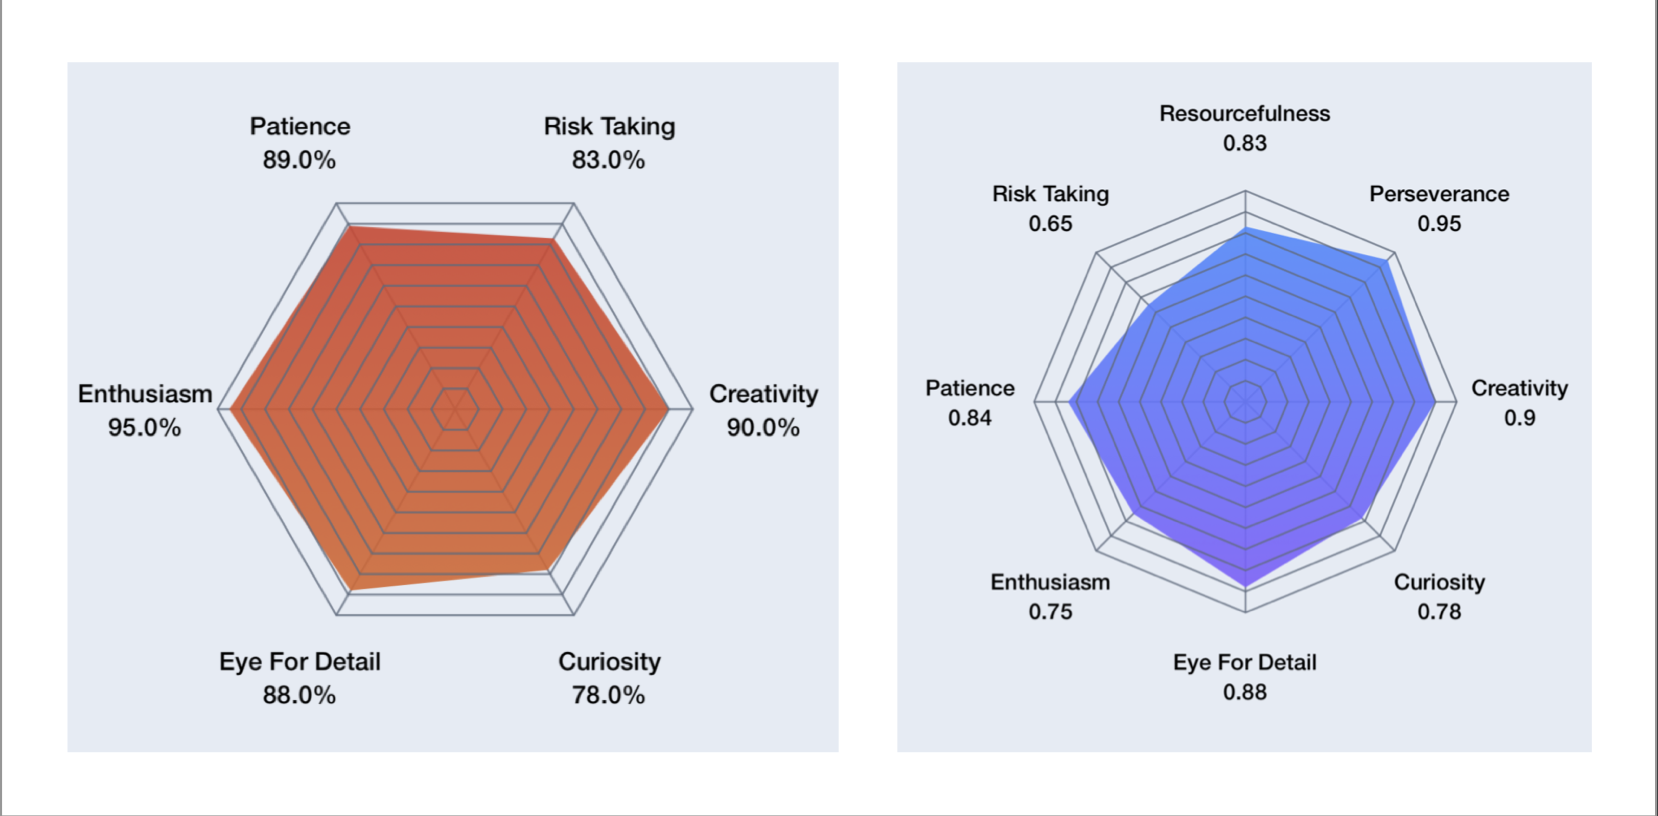 Patience
89.0%
Risk Taking
83.0%
Enthusiasm
95.0%
Creativity
90.0%
Eye For Detail
88.0%
Curiosity
78.0%
Resourcefulness
0.83
Risk Taking
0.65
Perseverance
0.95
Patience
0.84
Creativity
0.9
Enthusiasm
0.75
Curiosity
0.78
Eye For Detail
0.88